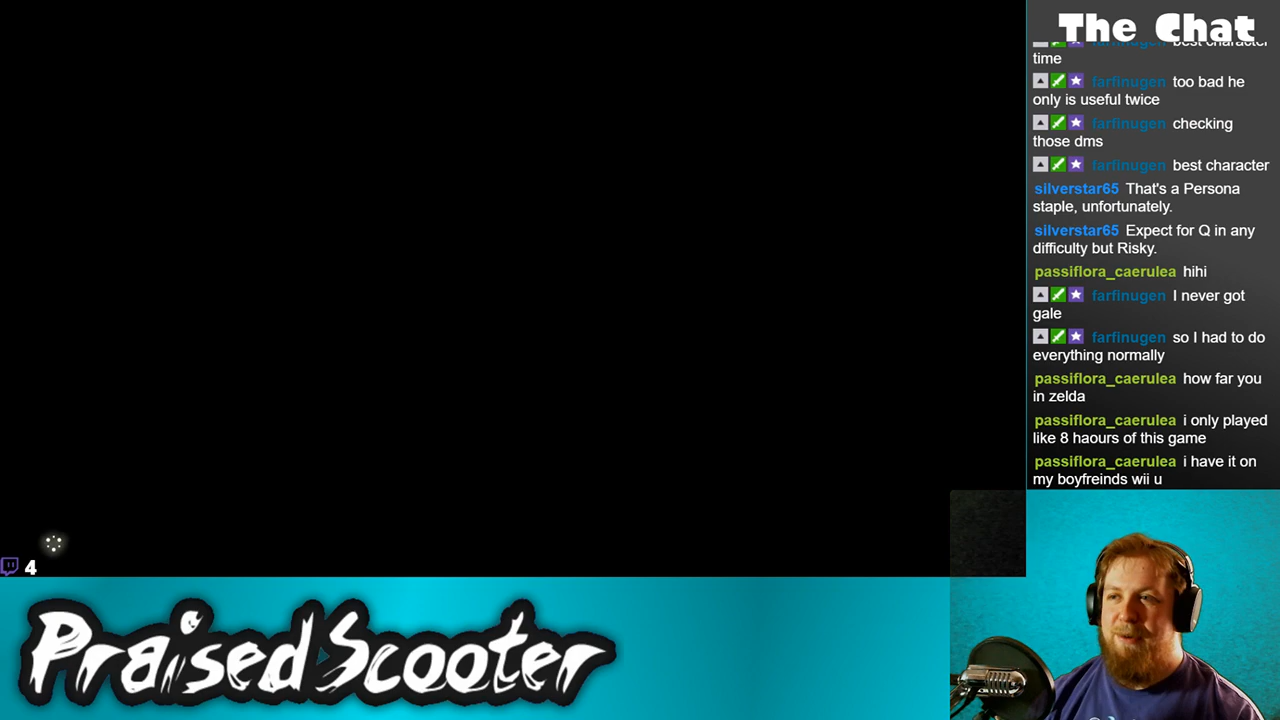 The Chat
farfinugen best character
time
farfinugen too bad he
only is useful twice
farfinugen checking
those dms
farfinugen best character
silverstar65 That's a Persona
staple, unfortunately.
silverstar65 Expect for Q in any
difficulty but Risky.
passiflora_caerulea hihi
farfinugen I never got
gale
farfinugen so I had to do
everything normally
passiflora_caerulea how far you
in zelda
passiflora_caerulea i only played
like 8 haours of this game
passiflora_caerulea i have it on
my boyfreinds wii u
4
PraisedScooter